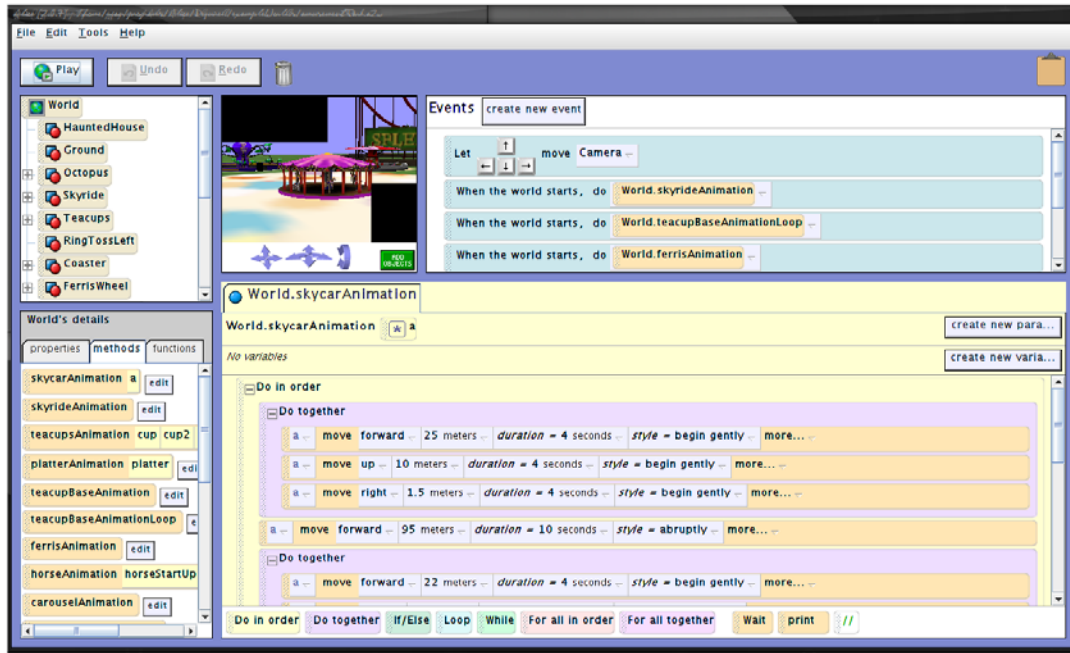 File Edit Tools Help
Play Undo Redo
World
HauntedHouse
Ground
Octopus
Skyride
Teacups
RingTossLeft
Coaster
FerrisWheel
ADD OBJECTS
Events create new event
Let ↑ ← ↓ → move Camera
When the world starts, do World.skyrideAnimation
When the world starts, do World.teacupBaseAnimationLoop
When the world starts, do World.ferrisAnimation
World's details
properties methods functions
skycarAnimation a edit
skyrideAnimation edit
teacupsAnimation cup cup2
platterAnimation platter edi
teacupBaseAnimation edit
teacupBaseAnimationLoop e
ferrisAnimation edit
horseAnimation horseStartUp
carouselAnimation edit
World.skycarAnimation
World.skycarAnimation * a create new para...
No variables create new varia...
Do in order
Do together
a move forward 25 meters duration = 4 seconds style = begin gently more...
a move up 10 meters duration = 4 seconds style = begin gently more...
a move right 1.5 meters duration = 4 seconds style = begin gently more...
a move forward 95 meters duration = 10 seconds style = abruptly more...
Do together
a move forward 22 meters duration = 4 seconds style = begin gently more...
Do in order Do together If/Else Loop While For all in order For all together Wait print //